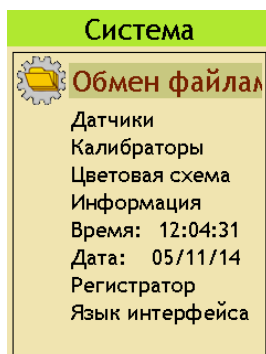 Система
Обмен файлам
Датчики
Калибраторы
Цветовая схема
Информация
Время: 12:04:31
Дата: 05/11/14
Регистратор
Язык интерфейса